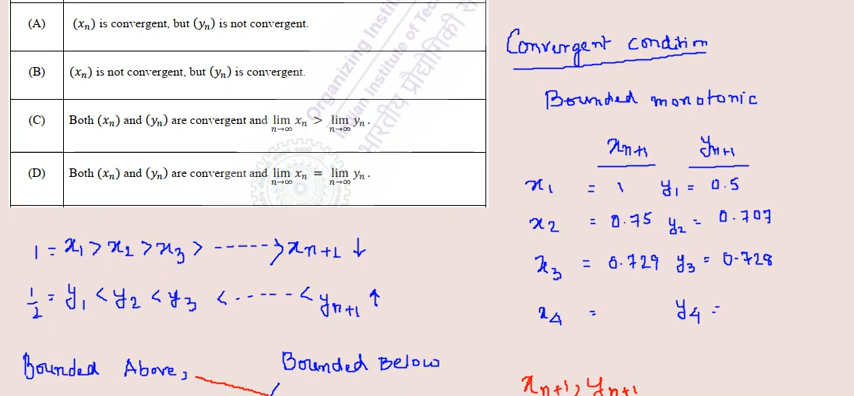 (A) (xₙ) is convergent, but (yₙ) is not convergent.
(B) (xₙ) is not convergent, but (yₙ) is convergent.
(C) Both (xₙ) and (yₙ) are convergent and lim n→∞ xₙ > lim n→∞ yₙ.
(D) Both (xₙ) and (yₙ) are convergent and lim n→∞ xₙ = lim n→∞ yₙ.
1 = x₁ > x₂ > x₃ > ------> xₙ₊₁ ↓
1/2 = y₁ < y₂ < y₃ < ----- < yₙ₊₁ ↑
Bounded Above, Bounded Below
Convergent condition
Bounded monotonic
xₙ₊₁ yₙ₊₁
x₁ = 1 y₁ = 0.5
x₂ = 0.75 y₂ = 0.707
x₃ = 0.729 y₃ = 0.728
x₄ = y₄ =
xₙ₊₁, yₙ₊₁